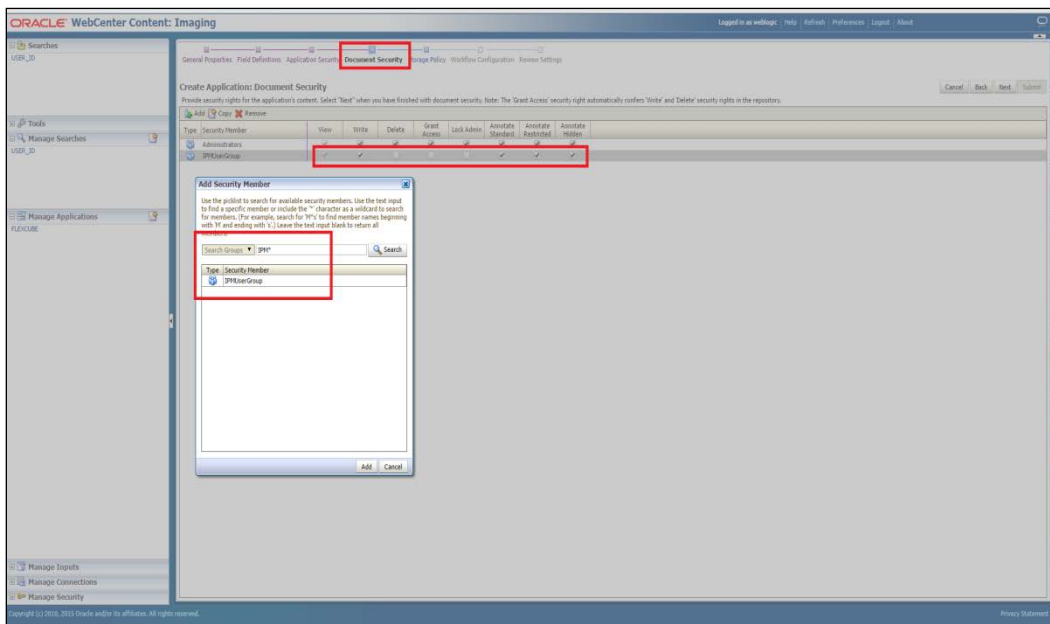 ORACLE® WebCenter Content: Imaging
Logged in as weblogic Help Refresh Preferences Logout About
Searches
USER_ID
Tools
Manage Searches
USER_ID
Manage Applications
FLEXCUBE
Manage Inputs
Manage Connections
Manage Security
General Properties Field Definitions Application Security Document Security Storage Policy Workflow Configuration Review Settings
Create Application: Document Security
Cancel Back Next Submit
Provide security rights for the application's content. Select "Next" when you have finished with document security. Note: The 'Grant Access' security right automatically confers 'Write' and 'Delete' security rights in the repository.
Add Copy Remove
Type Security Member View Write Delete Grant Access Lock Admin Annotate Standard Annotate Restricted Annotate Hidden
Administrators
IPMUserGroup
Add Security Member
Use the picklist to search for available security members. Use the text input
to find a specific member or include the '*' character as a wildcard to search
for members. (For example, search for 'M*s' to find member names beginning
with 'M' and ending with 's'.) Leave the text input blank to return all
Search Groups IPM* Search
Type Security Member
IPMUserGroup
Add Cancel
Copyright (c) 2010, 2015 Oracle and/or its affiliates. All rights reserved.
Privacy Statement